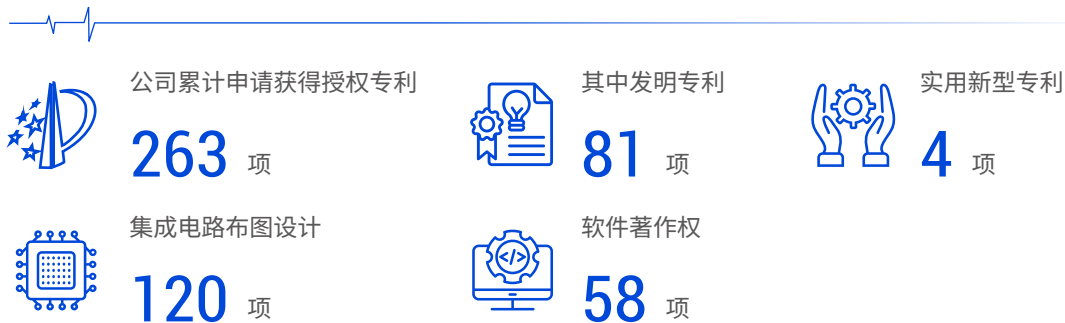 公司累计申请获得授权专利
263 项
其中发明专利
81 项
实用新型专利
4 项
集成电路布图设计
120 项
软件著作权
58 项